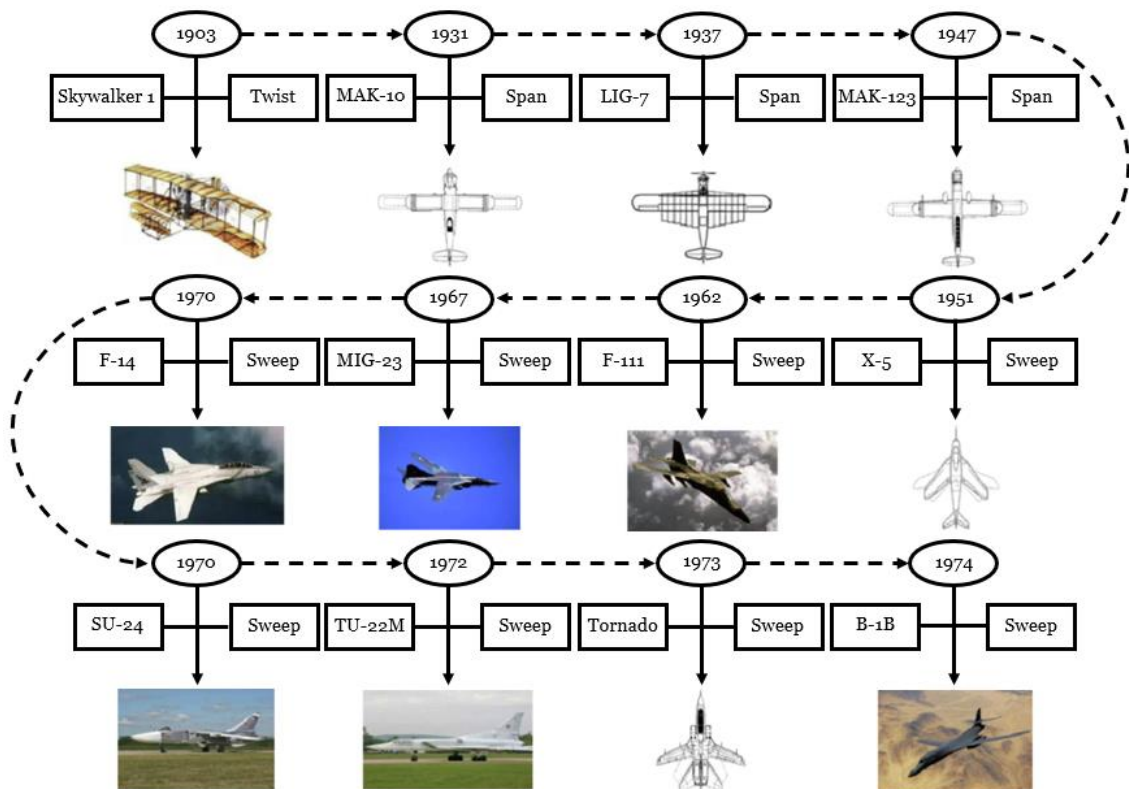 1903
1931
1937
1947
Skywalker 1
Twist
MAK-10
Span
LIG-7
Span
MAK-123
Span
1970
1967
1962
1951
F-14
Sweep
MIG-23
Sweep
F-111
Sweep
X-5
Sweep
1970
1972
1973
1974
SU-24
Sweep
TU-22M
Sweep
Tornado
Sweep
B-1B
Sweep